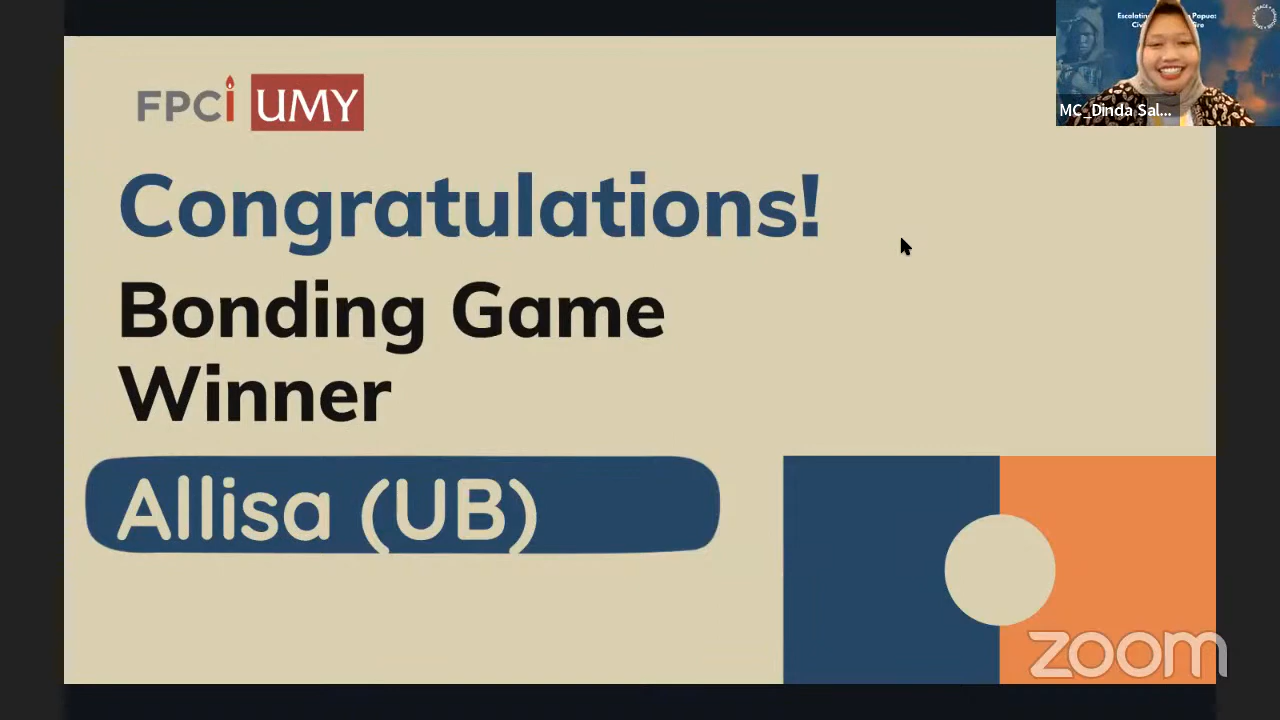 FPCi UMY
Congratulations!
Bonding Game
Winner
Allisa (UB)
MC_Dinda Sal...
zoom